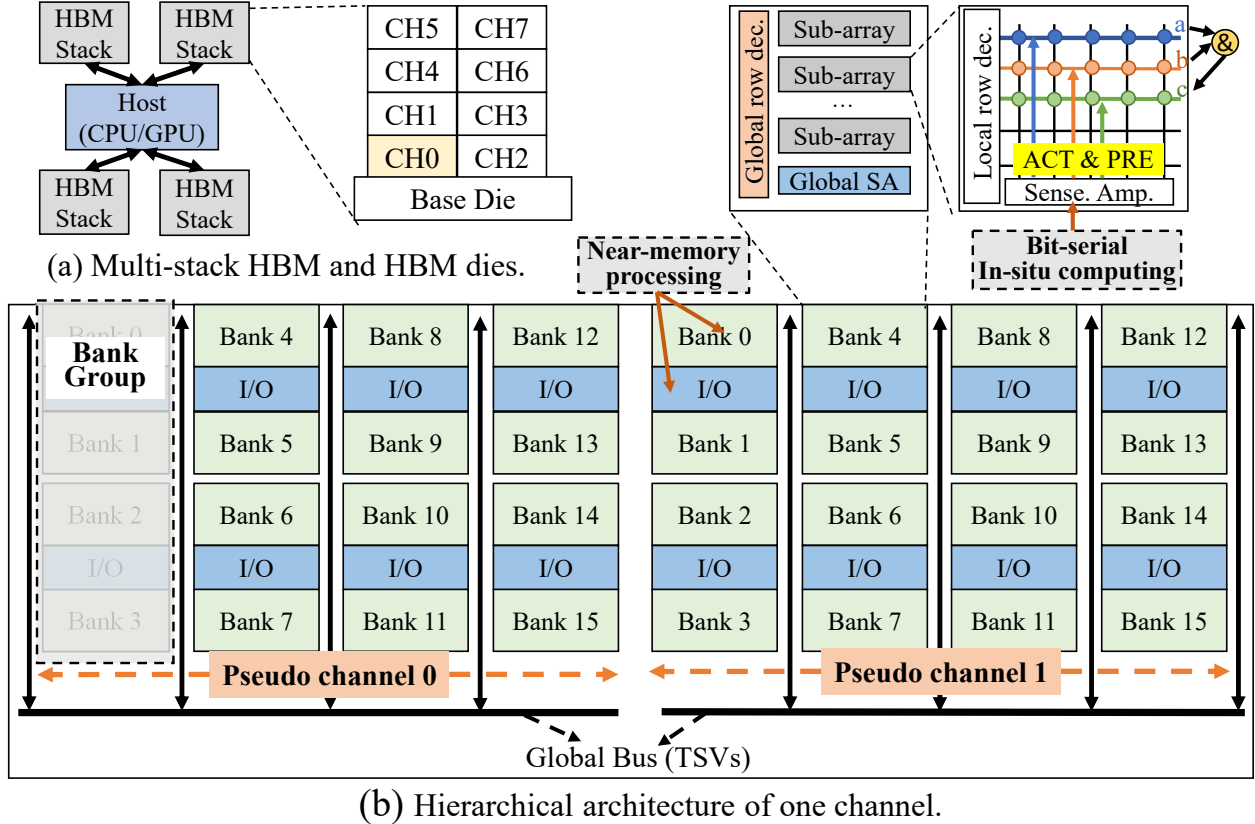 HBM
Stack
HBM
Stack
Host
(CPU/GPU)
HBM
Stack
HBM
Stack
CH5
CH7
CH4
CH6
CH1
CH3
CH0
CH2
Base Die
(a) Multi-stack HBM and HBM dies.
Global row dec.
Sub-array
Sub-array
...
Sub-array
Global SA
Local row dec.
a
b
c
&
ACT & PRE
Sense. Amp.
Near-memory
processing
Bit-serial
In-situ computing
Bank 0
Bank
Group
I/O
Bank 1
Bank 2
I/O
Bank 3
Bank 4
I/O
Bank 5
Bank 6
I/O
Bank 7
Bank 8
I/O
Bank 9
Bank 10
I/O
Bank 11
Bank 12
I/O
Bank 13
Bank 14
I/O
Bank 15
Bank 0
I/O
Bank 1
Bank 2
I/O
Bank 3
Bank 4
I/O
Bank 5
Bank 6
I/O
Bank 7
Bank 8
I/O
Bank 9
Bank 10
I/O
Bank 11
Bank 12
I/O
Bank 13
Bank 14
I/O
Bank 15
Pseudo channel 0
Pseudo channel 1
Global Bus (TSVs)
(b) Hierarchical architecture of one channel.